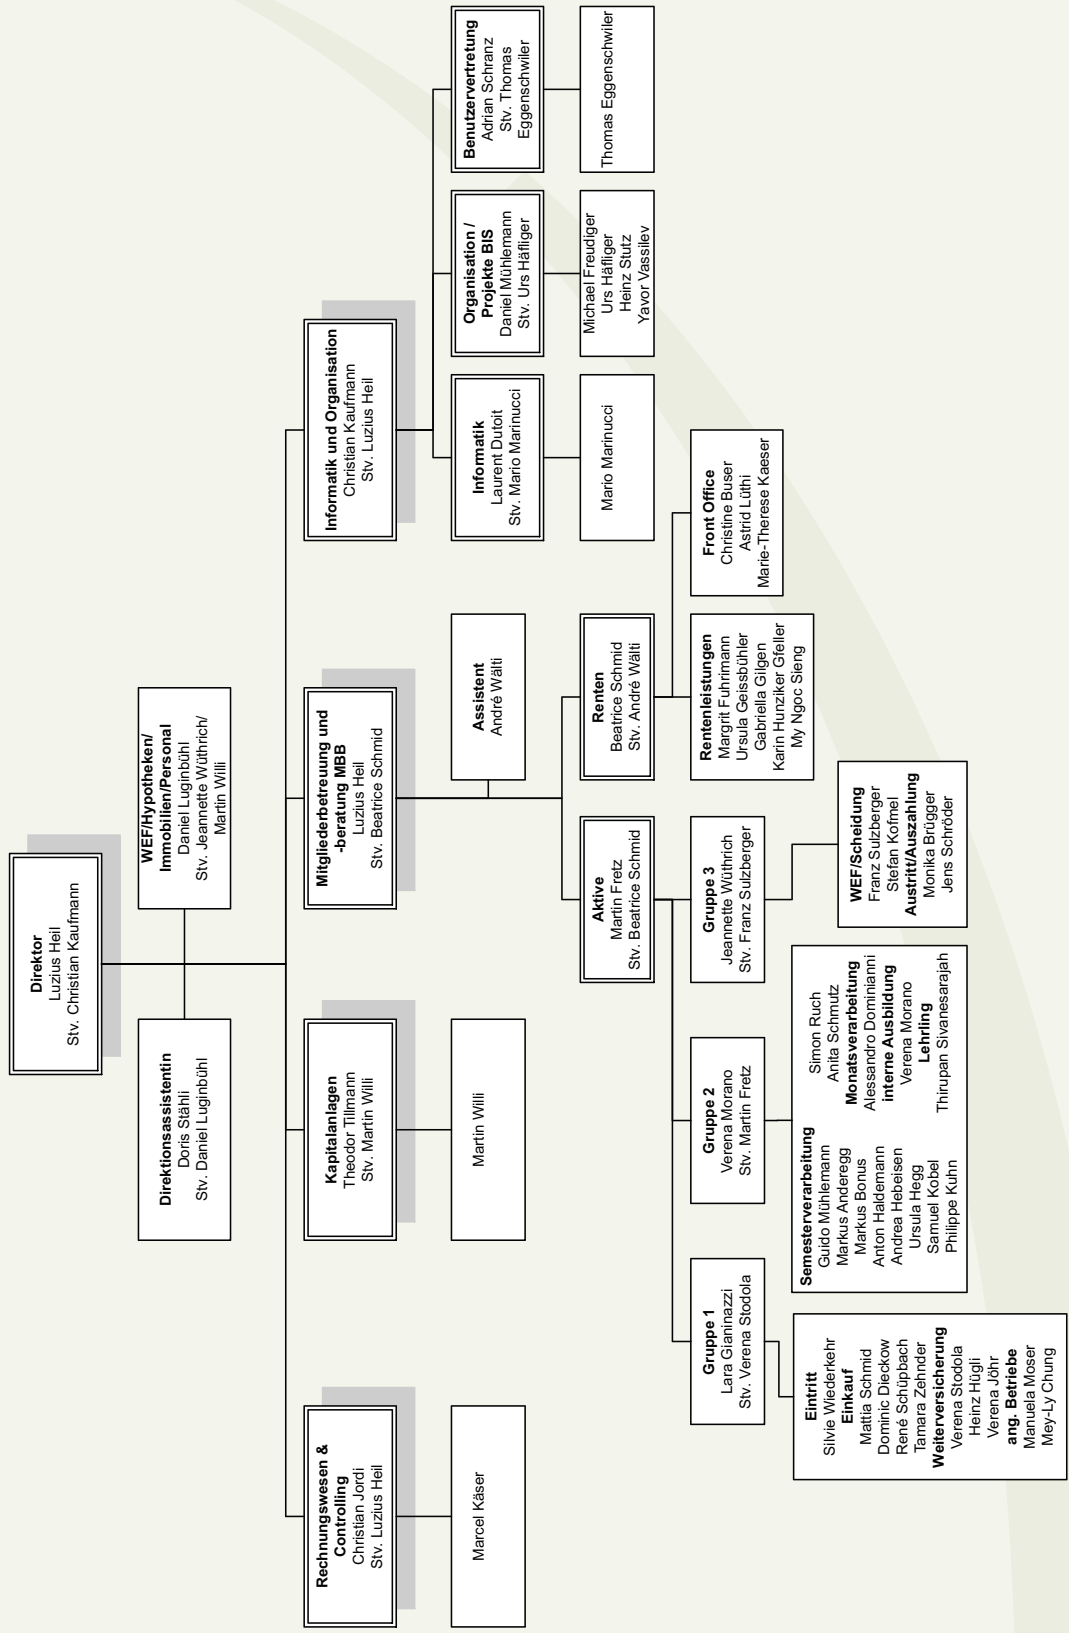 Direktor
Luzius Heil
Stv. Christian Kaufmann
Direktionsassistentin
Doris Stähli
Stv. Daniel Luginbühl
WEF/Hypotheken/
Immobilien/Personal
Daniel Luginbühl
Stv. Jeannette Wüthrich/
Martin Willi
Rechnungswesen &
Controlling
Christian Jordi
Stv. Luzius Heil
Marcel Käser
Kapitalanlagen
Theodor Tillmann
Stv. Martin Willi
Martin Willi
Mitgliederbetreuung und
-beratung MBB
Luzius Heil
Stv. Beatrice Schmid
Assistent
André Wälti
Aktive
Martin Fretz
Stv. Beatrice Schmid
Gruppe 1
Lara Gianinazzi
Stv. Verena Stodola
Eintritt
Silvie Wiederkehr
Einkauf
Mattia Schmid
Dominic Dieckow
René Schüpbach
Tamara Zehnder
Weiterversicherung
Verena Stodola
Heinz Hügli
Verena Jöhr
ang. Betriebe
Manuela Moser
Mey-Ly Chung
Gruppe 2
Verena Morano
Stv. Martin Fretz
Semesterverarbeitung
Guido Mühlemann
Markus Anderegg
Markus Bonus
Anton Haldemann
Andrea Hebeisen
Ursula Hegg
Samuel Kobel
Philippe Kuhn
Simon Ruch
Anita Schmutz
Monatsverarbeitung
Alessandro Dominianni
interne Ausbildung
Verena Morano
Lehrling
Thirupan Sivanesarajah
Gruppe 3
Jeannette Wüthrich
Stv. Franz Sulzberger
WEF/Scheidung
Franz Sulzberger
Stefan Kofmel
Austritt/Auszahlung
Monika Brügger
Jens Schröder
Renten
Beatrice Schmid
Stv. André Wälti
Rentenleistungen
Margrit Fuhrimann
Ursula Geissbühler
Gabriella Gilgen
Karin Hunziker Gfeller
My Ngoc Sieng
Front Office
Christine Buser
Astrid Lüthi
Marie-Therese Kaeser
Informatik und Organisation
Christian Kaufmann
Stv. Luzius Heil
Informatik
Laurent Dutoit
Stv. Mario Marinucci
Mario Marinucci
Organisation /
Projekte BIS
Daniel Mühlemann
Stv. Urs Häfliger
Michael Freudiger
Urs Häfliger
Heinz Stutz
Yavor Vassilev
Benutzervertretung
Adrian Schranz
Stv. Thomas
Eggenschwiler
Thomas Eggenschwiler